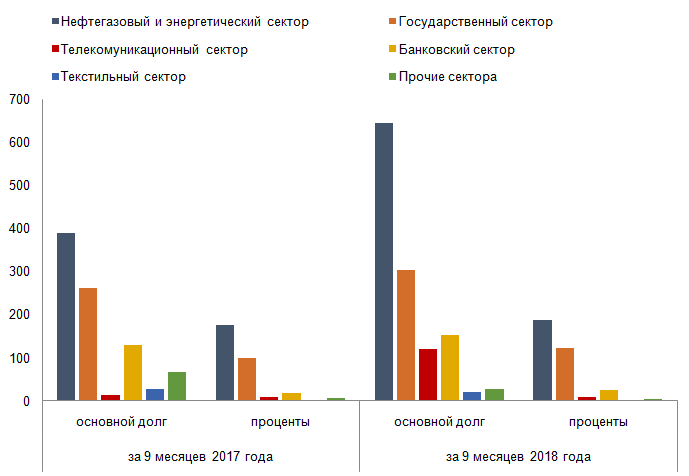 Нефтегазовый и энергетический сектор
Государственный сектор
Телекомуникационный сектор
Банковский сектор
Текстильный сектор
Прочие сектора
700
600
500
400
300
200
100
0
основной долг
проценты
основной долг
проценты
за 9 месяцев 2017 года
за 9 месяцев 2018 года